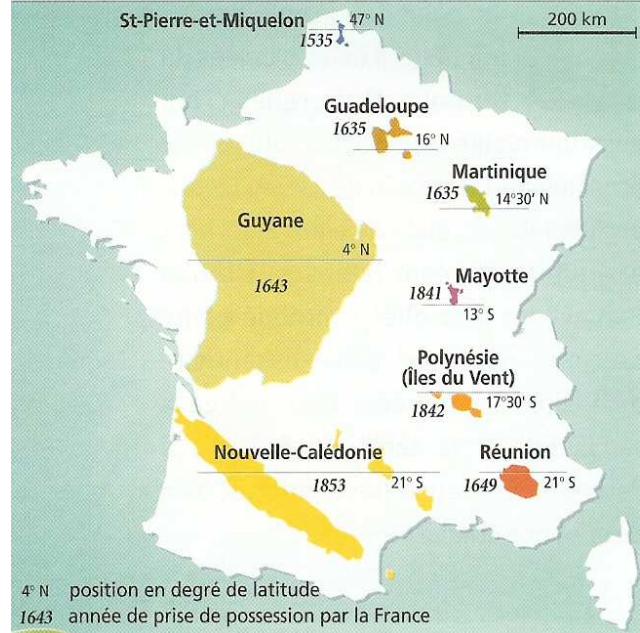 St-Pierre-et-Miquelon 47° N
1535
200 km
Guadeloupe
1635
16° N
Martinique
1635 14°30' N
Guyane
4° N
1643
Mayotte
1841
13° S
Polynésie
(Îles du Vent)
17°30' S
1842
Nouvelle-Calédonie
1853 21° S
Réunion
1649 21° S
4° N position en degré de latitude
1643 année de prise de possession par la France